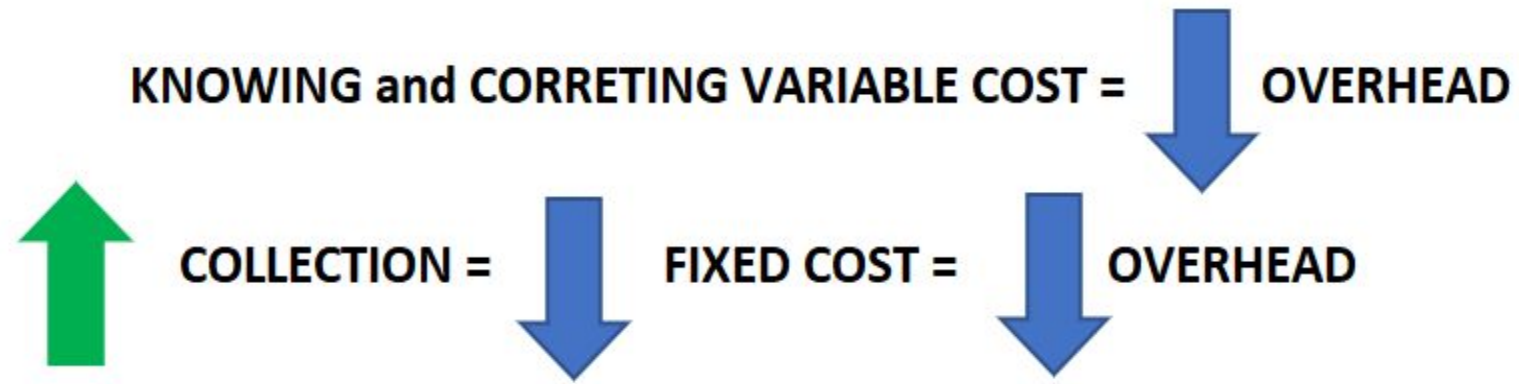 KNOWING and CORRETING VARIABLE COST = OVERHEAD
COLLECTION = FIXED COST = OVERHEAD